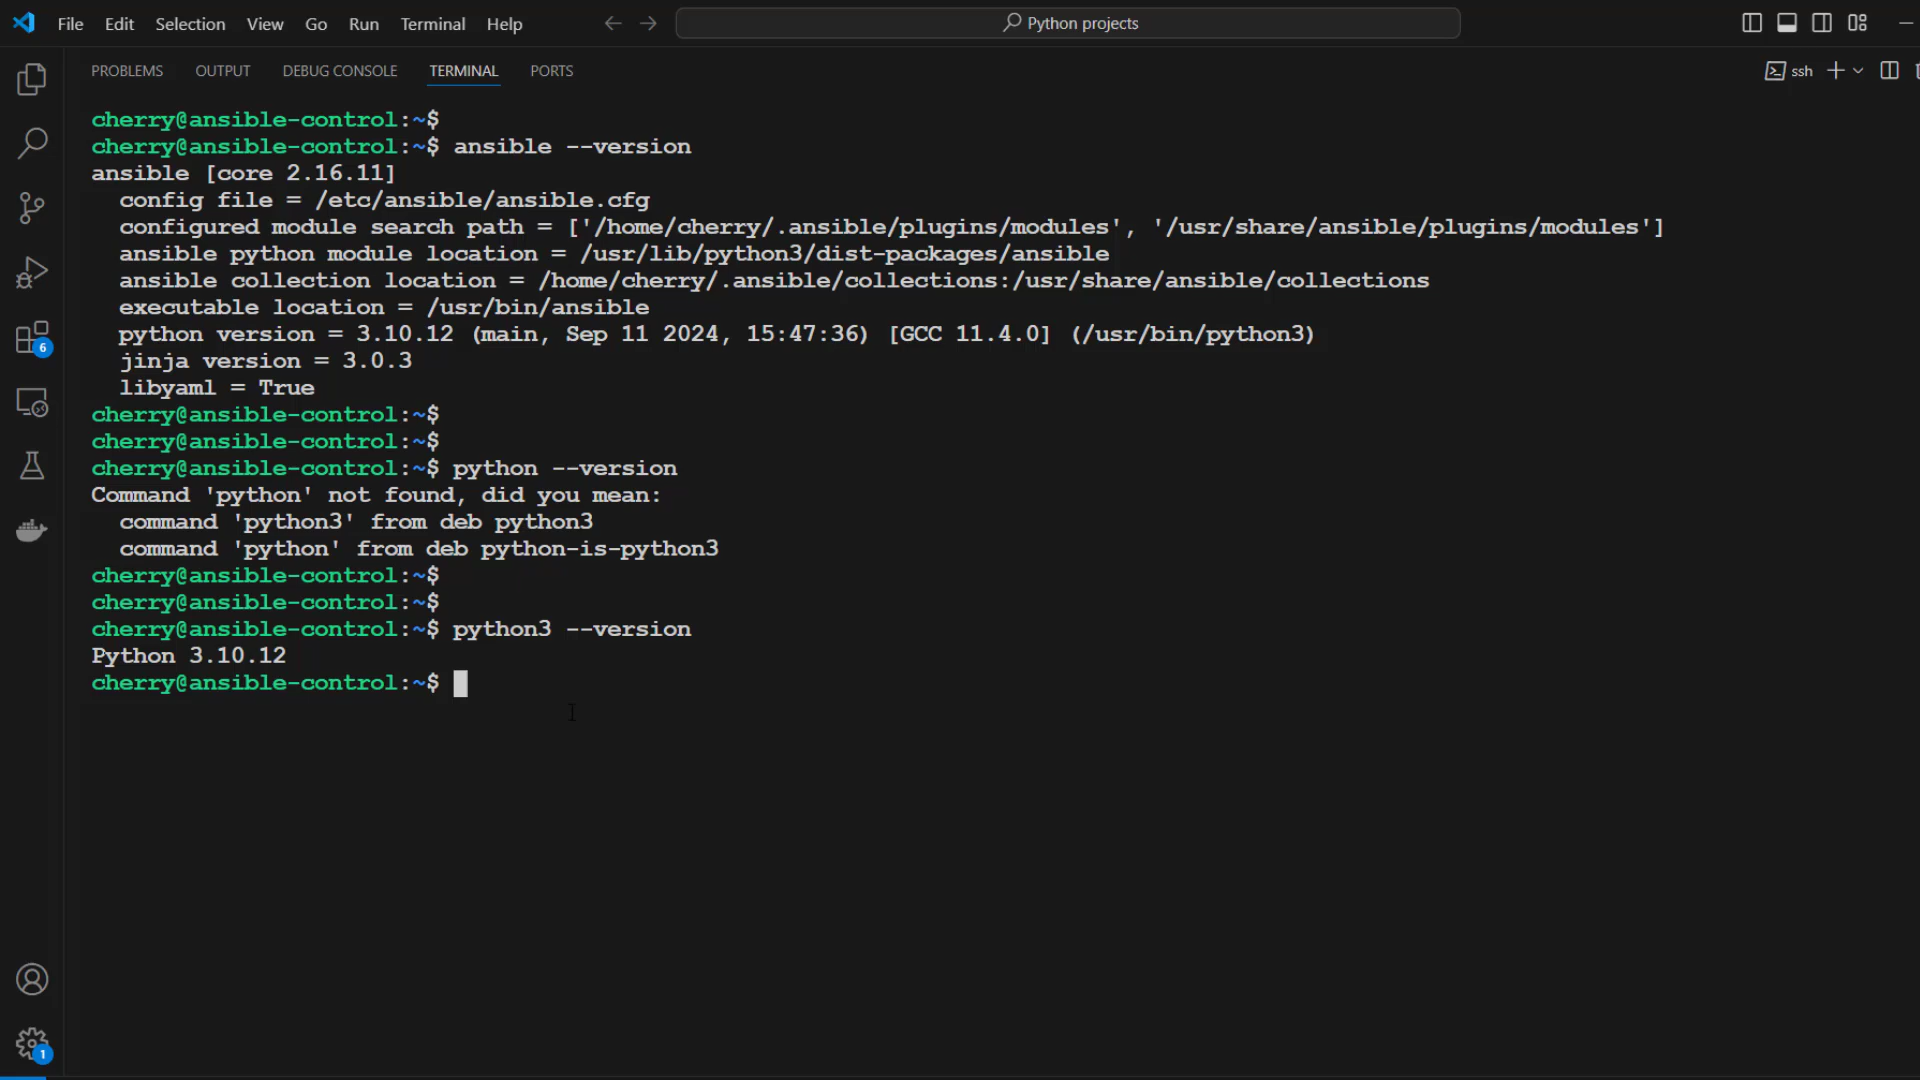 File Edit Selection View Go Run Terminal Help
Python projects
PROBLEMS OUTPUT DEBUG CONSOLE TERMINAL PORTS
ssh
cherry@ansible-control:~$
cherry@ansible-control:~$ ansible --version
ansible [core 2.16.11]
config file = /etc/ansible/ansible.cfg
configured module search path = ['/home/cherry/.ansible/plugins/modules', '/usr/share/ansible/plugins/modules']
ansible python module location = /usr/lib/python3/dist-packages/ansible
ansible collection location = /home/cherry/.ansible/collections:/usr/share/ansible/collections
executable location = /usr/bin/ansible
python version = 3.10.12 (main, Sep 11 2024, 15:47:36) [GCC 11.4.0] (/usr/bin/python3)
jinja version = 3.0.3
libyaml = True
cherry@ansible-control:~$
cherry@ansible-control:~$
cherry@ansible-control:~$ python --version
Command 'python' not found, did you mean:
command 'python3' from deb python3
command 'python' from deb python-is-python3
cherry@ansible-control:~$
cherry@ansible-control:~$
cherry@ansible-control:~$ python3 --version
Python 3.10.12
cherry@ansible-control:~$
6
1